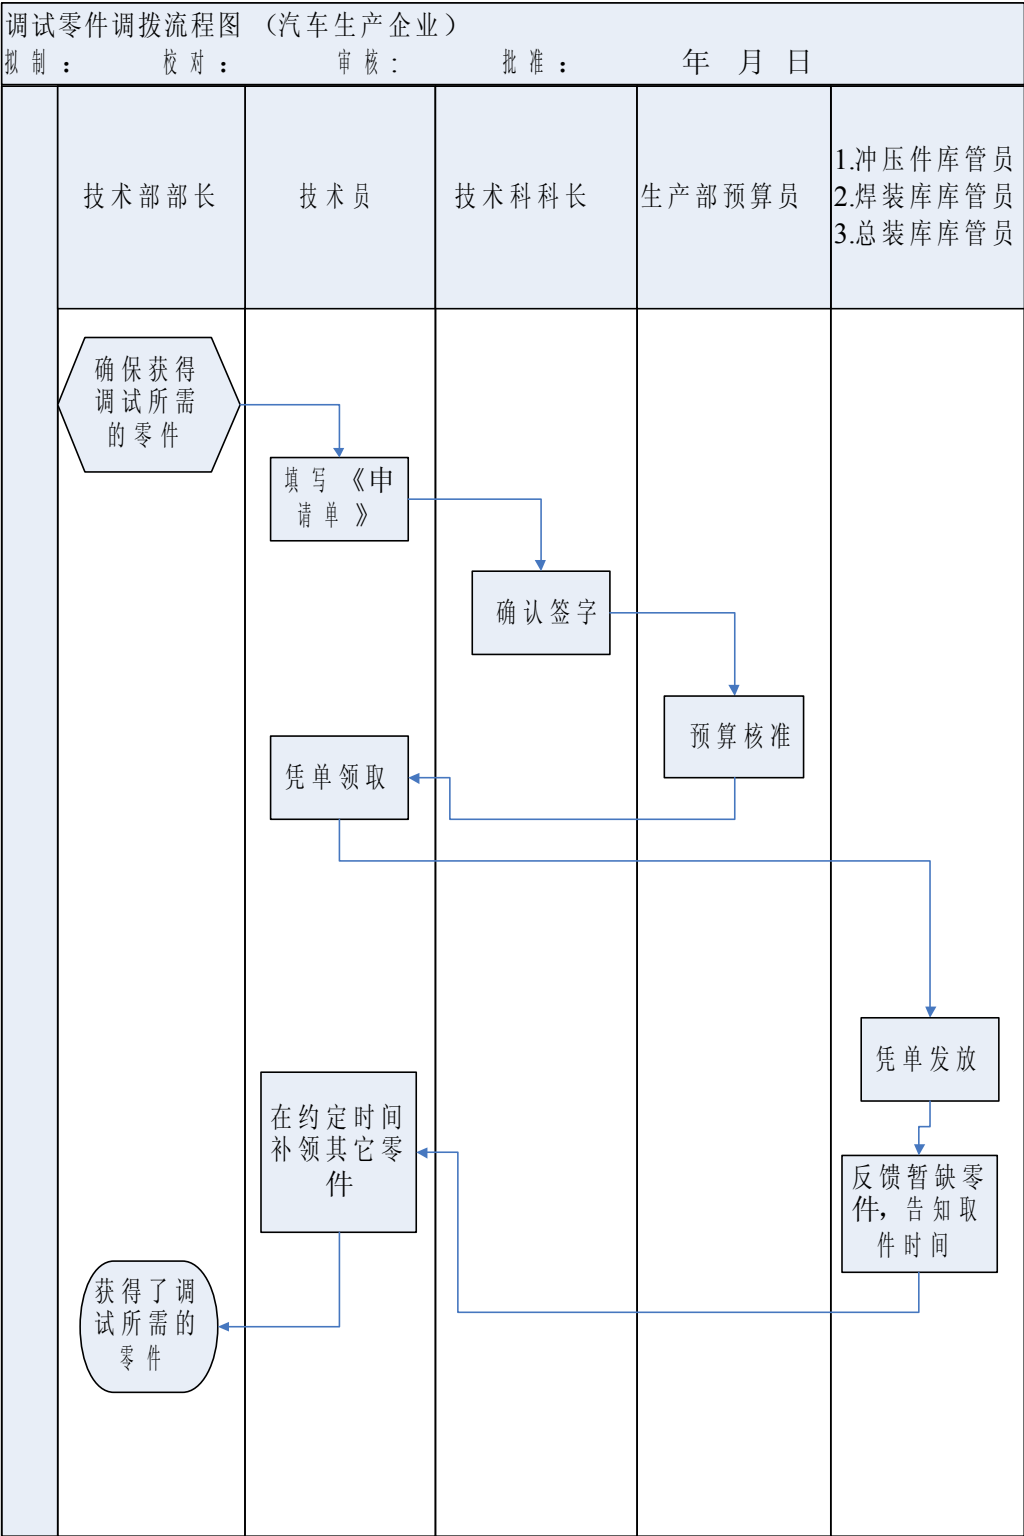 调试零件调拨流程图 （汽车生产企业）
拟制： 校对： 审核： 批准： 年 月 日
技术部部长
技术员
技术科科长
生产部预算员
1.冲压件库管员
2.焊装库库管员
3.总装库库管员
确保获得
调试所需
的零件
填写《申
请单》
确认签字
预算核准
凭单领取
凭单发放
在约定时间
补领其它零
件
反馈暂缺零
件，告知取
件时间
获得了调
试所需的
零件